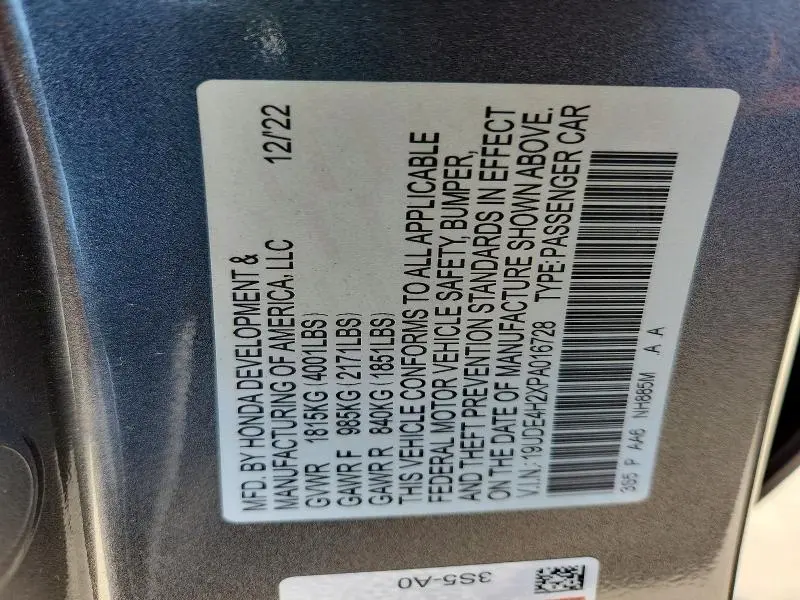 MFD. BY HONDA DEVELOPMENT &
MANUFACTURING OF AMERICA, LLC 12/22
GVWR 1815KG (4001LBS)
GAWR F 985KG (2171LBS)
GAWR R 840KG (1851LBS)
THIS VEHICLE CONFORMS TO ALL APPLICABLE
FEDERAL MOTOR VEHICLE SAFETY, BUMPER,
AND THEFT PREVENTION STANDARDS IN EFFECT
ON THE DATE OF MANUFACTURE SHOWN ABOVE.
V.I.N.:19UDE4H2XPA016728 TYPE:PASSENGER CAR
3S5 P AA6 NH885M A A
3S5-A0